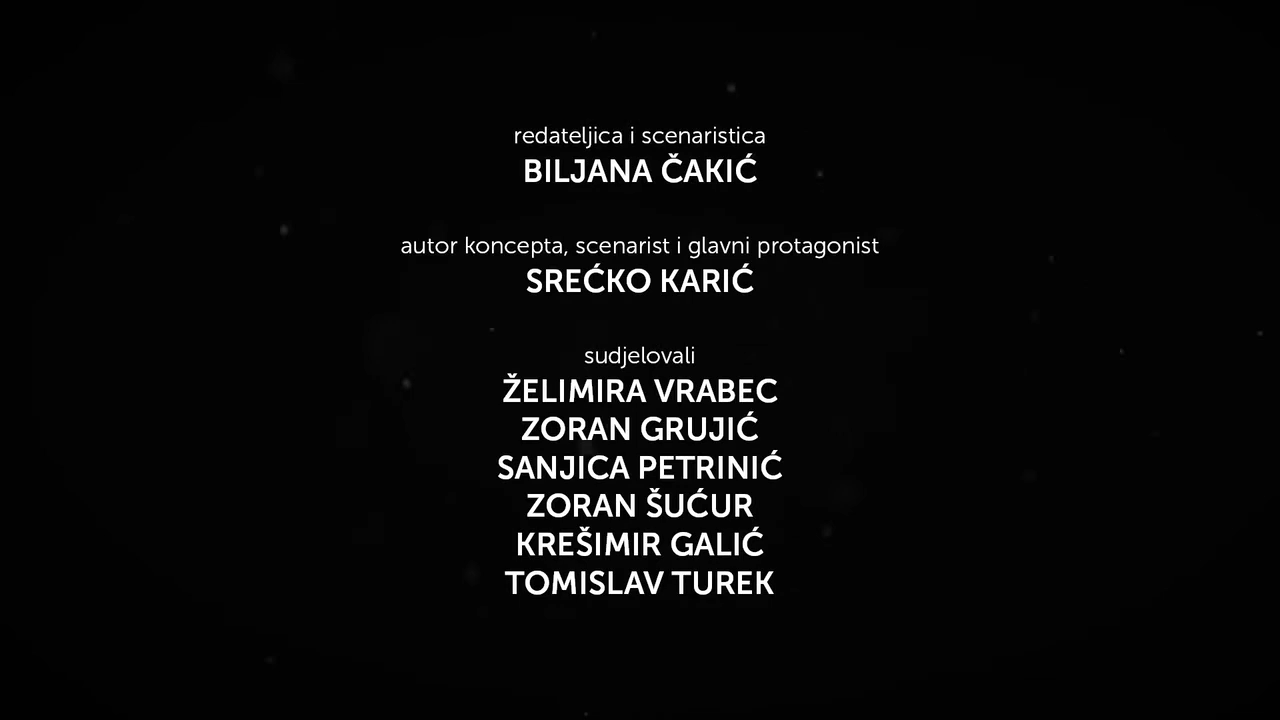 redateljica i scenaristica
BILJANA ČAKIĆ
autor koncepta, scenarist i glavni protagonist
SREĆKO KARIĆ
sudjelovali
ŽELIMIRA VRABEC
ZORAN GRUJIĆ
SANJICA PETRINIĆ
ZORAN ŠUĆUR
KREŠIMIR GALIĆ
TOMISLAV TUREK